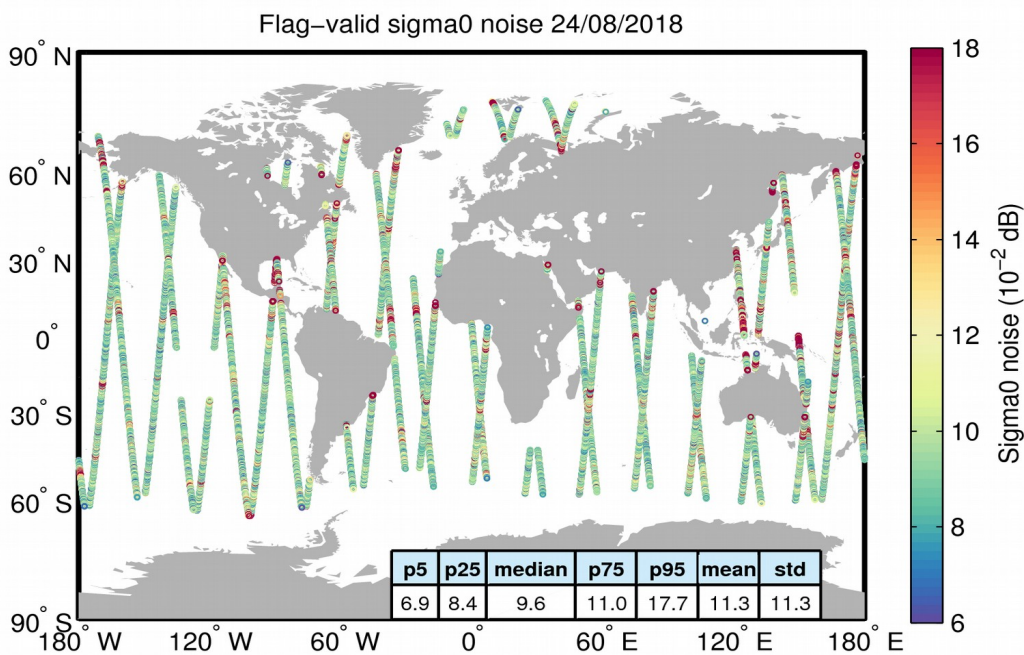 Flag−valid sigma0 noise 24/08/2018
90° N
60° N
30° N
0°
30° S
60° S
90° S
180° W
120° W
60° W
0°
60° E
120° E
180° E
p5 p25 median p75 p95 mean std
6.9 8.4 9.6 11.0 17.7 11.3 11.3
18
16
14
12
10
8
6
Sigma0 noise (10⁻² dB)